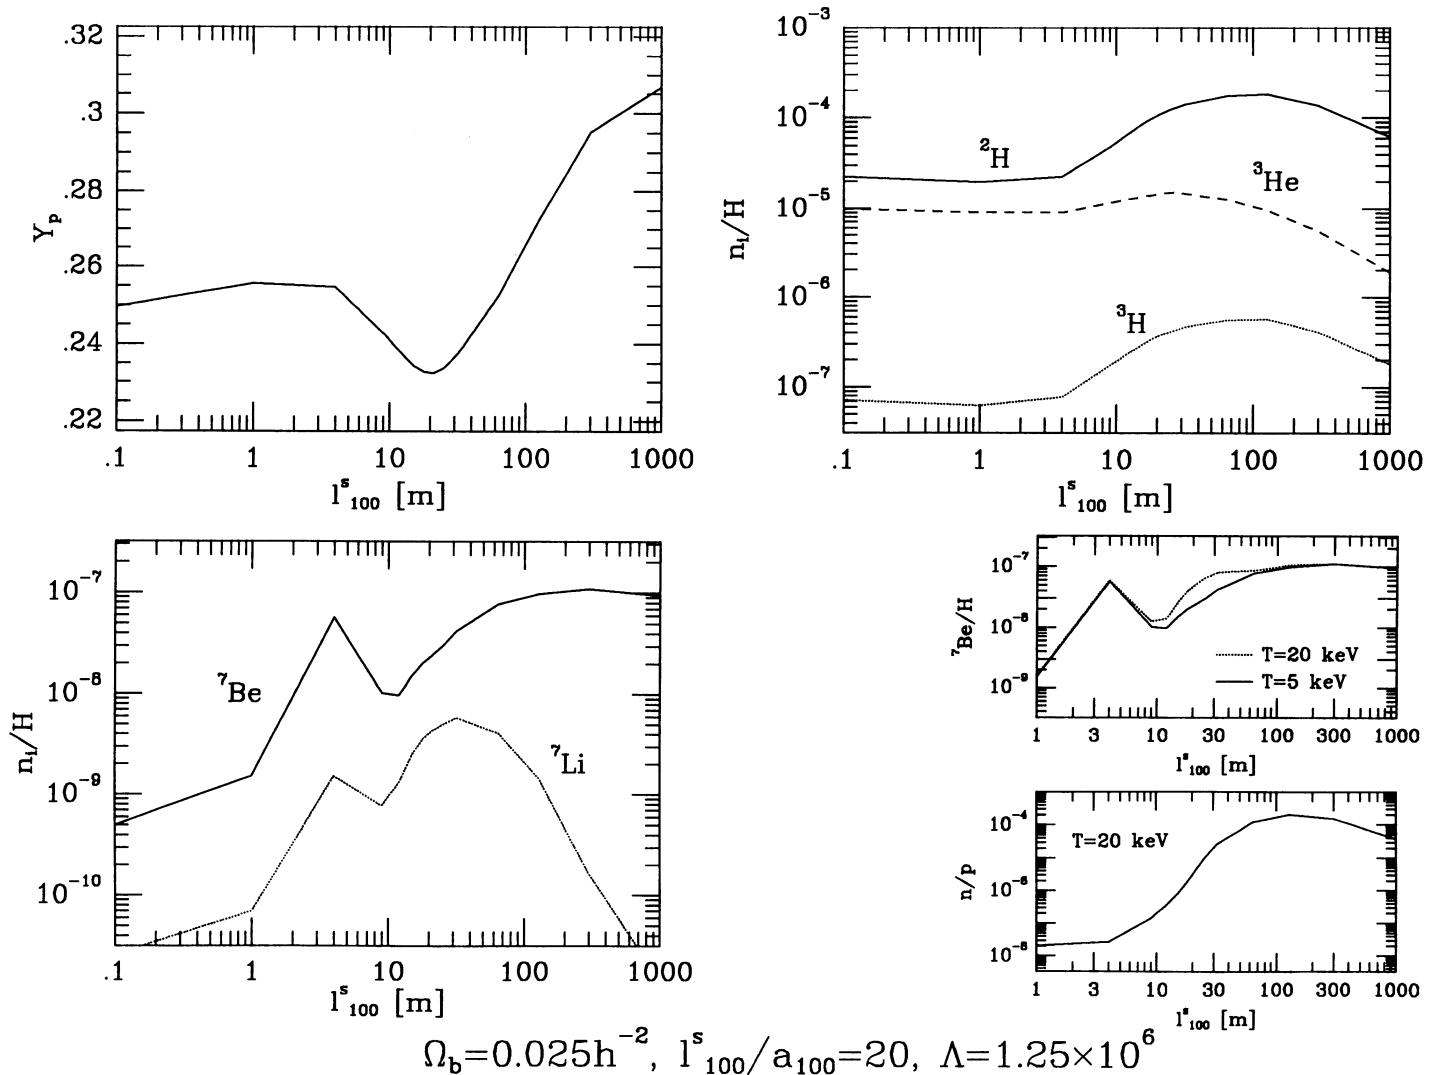 .32
.3
.28
.26
.24
.22
Y_p
.1 1 10 100 1000
l^s_100 [m]
10^-3
10^-4
10^-5
10^-6
10^-7
n_i/H
^2H
^3He
^3H
.1 1 10 100 1000
l^s_100 [m]
10^-7
10^-8
10^-9
10^-10
n_i/H
^7Be
^7Li
.1 1 10 100 1000
l^s_100 [m]
10^-7
10^-8
10^-9
^7Be/H
T=20 keV
T=5 keV
1 3 10 30 100 300 1000
l^s_100 [m]
10^-4
10^-6
10^-8
n/p
T=20 keV
1 3 10 30 100 300 1000
l^s_100 [m]
Ω_b=0.025h^-2, l^s_100/a_100=20, Λ=1.25×10^6